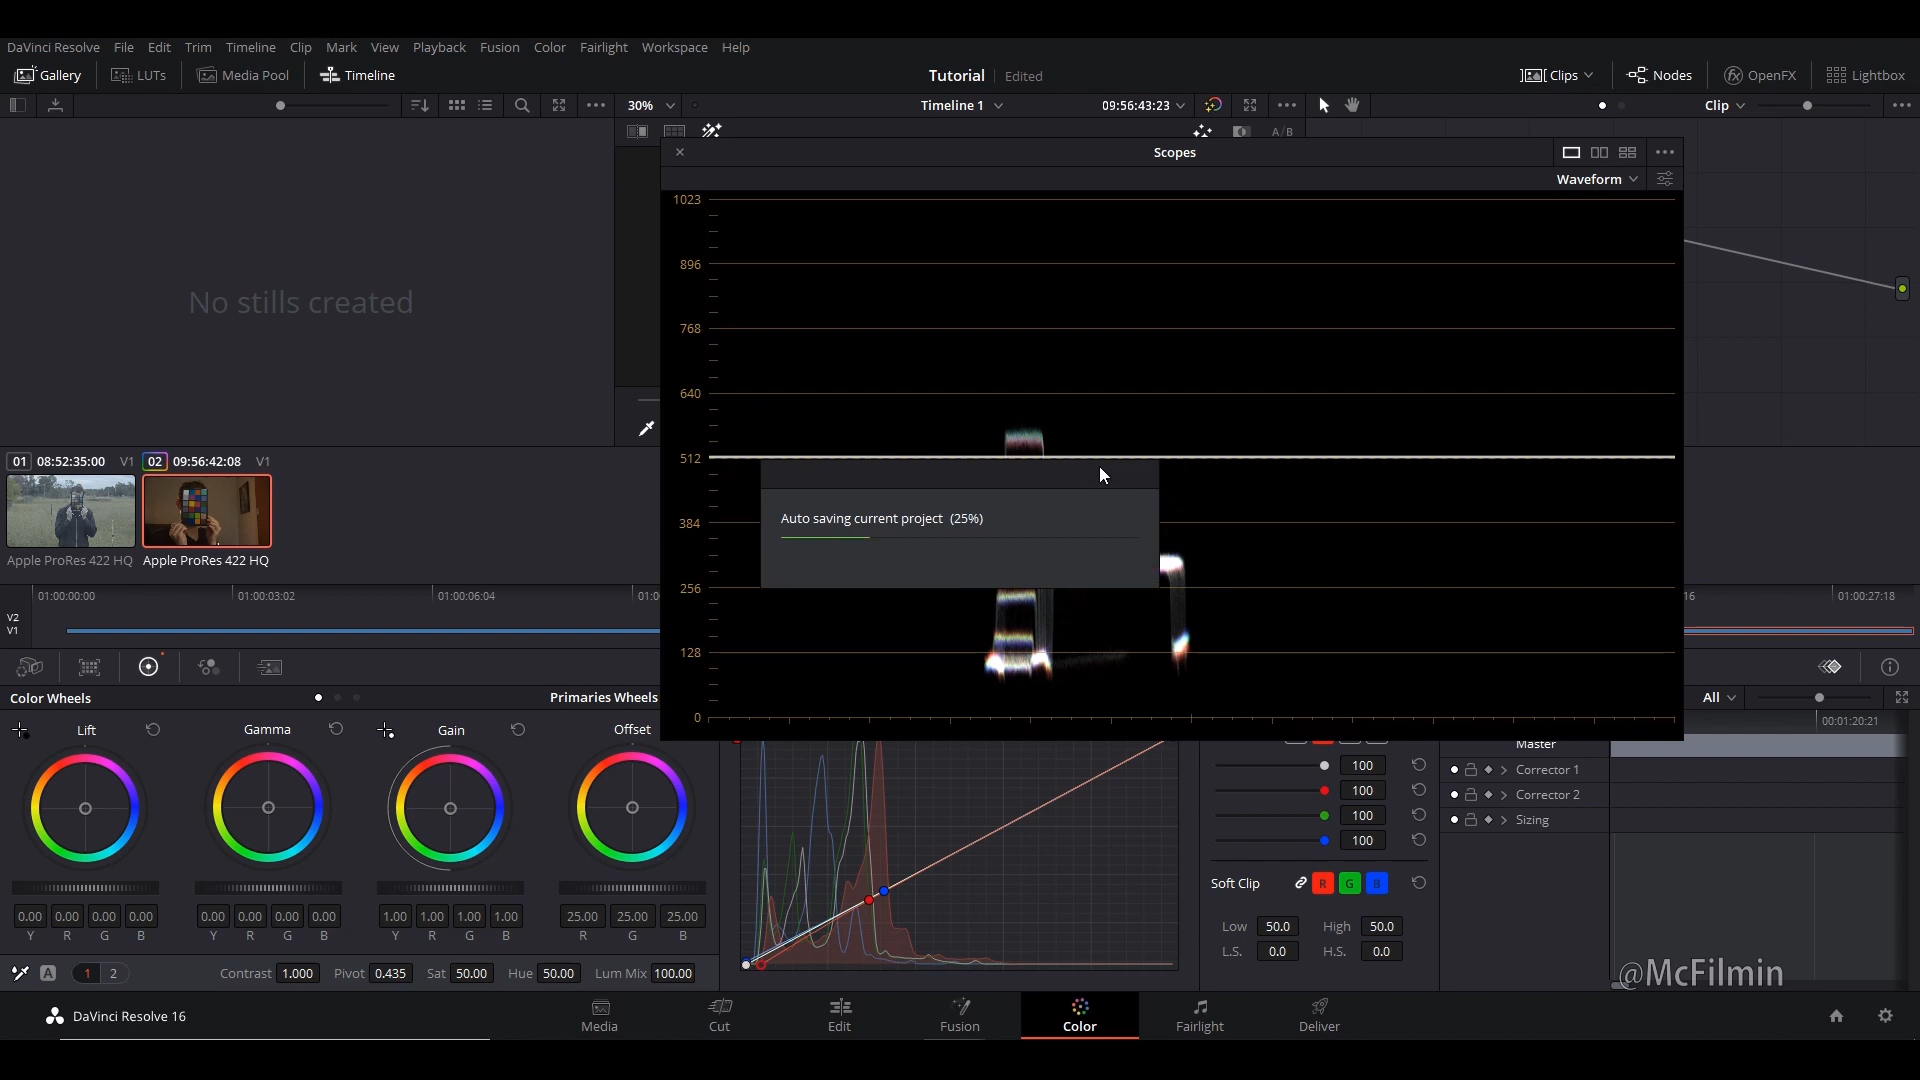 DaVinci Resolve File Edit Trim Timeline Clip Mark View Playback Fusion Color Fairlight Workspace Help
Gallery LUTs Media Pool Timeline Tutorial Edited Clips Nodes OpenFX Lightbox
30% Timeline 1 09:56:43:23 Clip
A/B
Scopes
Waveform
1023
896
768
640
512
384
256
128
0
No stills created
01 08:52:35:00 V1 02 09:56:42:08 V1
Apple ProRes 422 HQ Apple ProRes 422 HQ
Auto saving current project (25%)
01:00:00:00 01:00:03:02 01:00:06:04 01:0 16 01:00:27:18
V2
V1
Color Wheels Primaries Wheels All
00:01:20:21
Lift Gamma Gain Offset
Master
100 Corrector 1
100 Corrector 2
100 Sizing
100
Soft Clip R G B
0.00 0.00 0.00 0.00 0.00 0.00 0.00 0.00 1.00 1.00 1.00 1.00 25.00 25.00 25.00
Y R G B Y R G B Y R G B R G B
Low 50.0 High 50.0
L.S. 0.0 H.S. 0.0
A 1 2 Contrast 1.000 Pivot 0.435 Sat 50.00 Hue 50.00 Lum Mix 100.00
@McFilmin
DaVinci Resolve 16 Media Cut Edit Fusion Color Fairlight Deliver